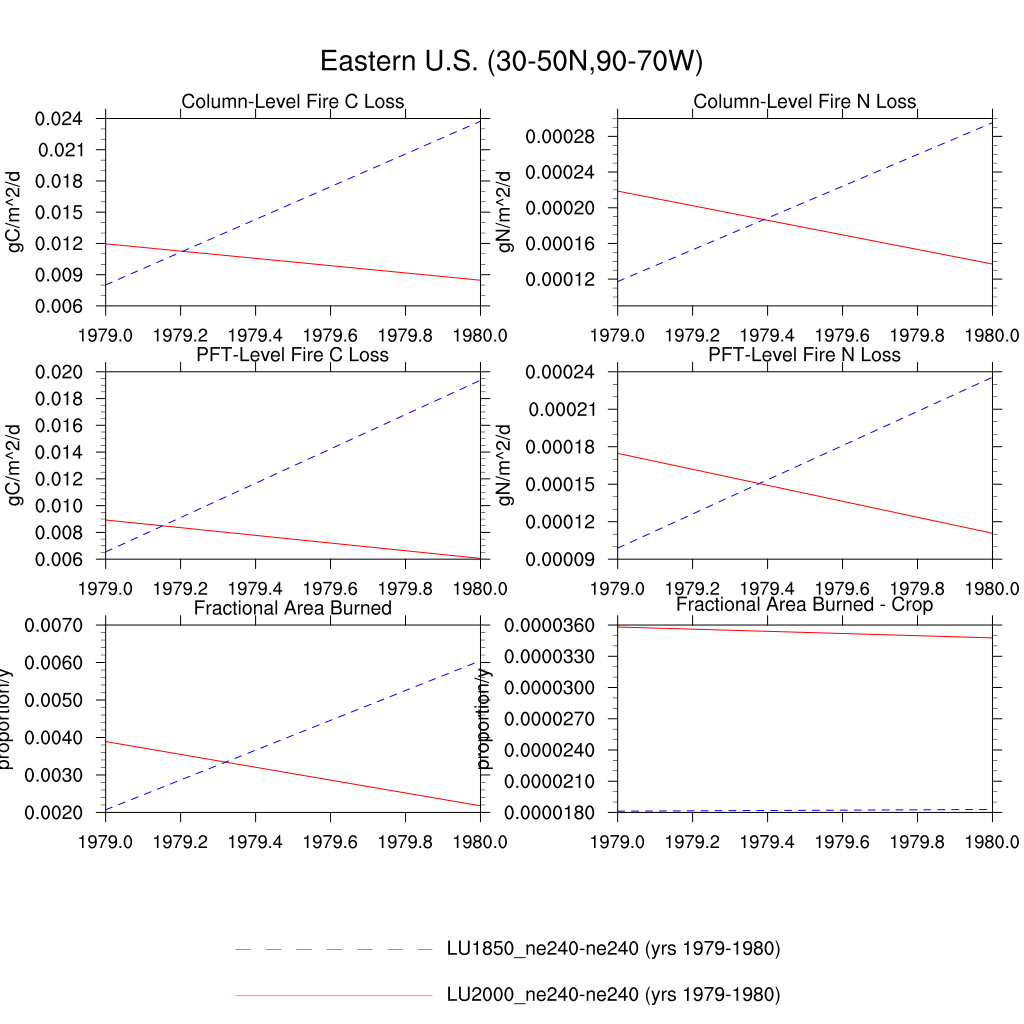 Eastern U.S. (30-50N,90-70W)
Column-Level Fire C Loss
gC/m^2/d
0.024
0.021
0.018
0.015
0.012
0.009
0.006
1979.0 1979.2 1979.4 1979.6 1979.8 1980.0
Column-Level Fire N Loss
gN/m^2/d
0.00028
0.00024
0.00020
0.00016
0.00012
1979.0 1979.2 1979.4 1979.6 1979.8 1980.0
PFT-Level Fire C Loss
gC/m^2/d
0.020
0.018
0.016
0.014
0.012
0.010
0.008
0.006
1979.0 1979.2 1979.4 1979.6 1979.8 1980.0
PFT-Level Fire N Loss
gN/m^2/d
0.00024
0.00021
0.00018
0.00015
0.00012
0.00009
1979.0 1979.2 1979.4 1979.6 1979.8 1980.0
Fractional Area Burned
proportion/y
0.0070
0.0060
0.0050
0.0040
0.0030
0.0020
1979.0 1979.2 1979.4 1979.6 1979.8 1980.0
Fractional Area Burned - Crop
proportion/y
0.0000360
0.0000330
0.0000300
0.0000270
0.0000240
0.0000210
0.0000180
1979.0 1979.2 1979.4 1979.6 1979.8 1980.0
LU1850_ne240-ne240 (yrs 1979-1980)
LU2000_ne240-ne240 (yrs 1979-1980)